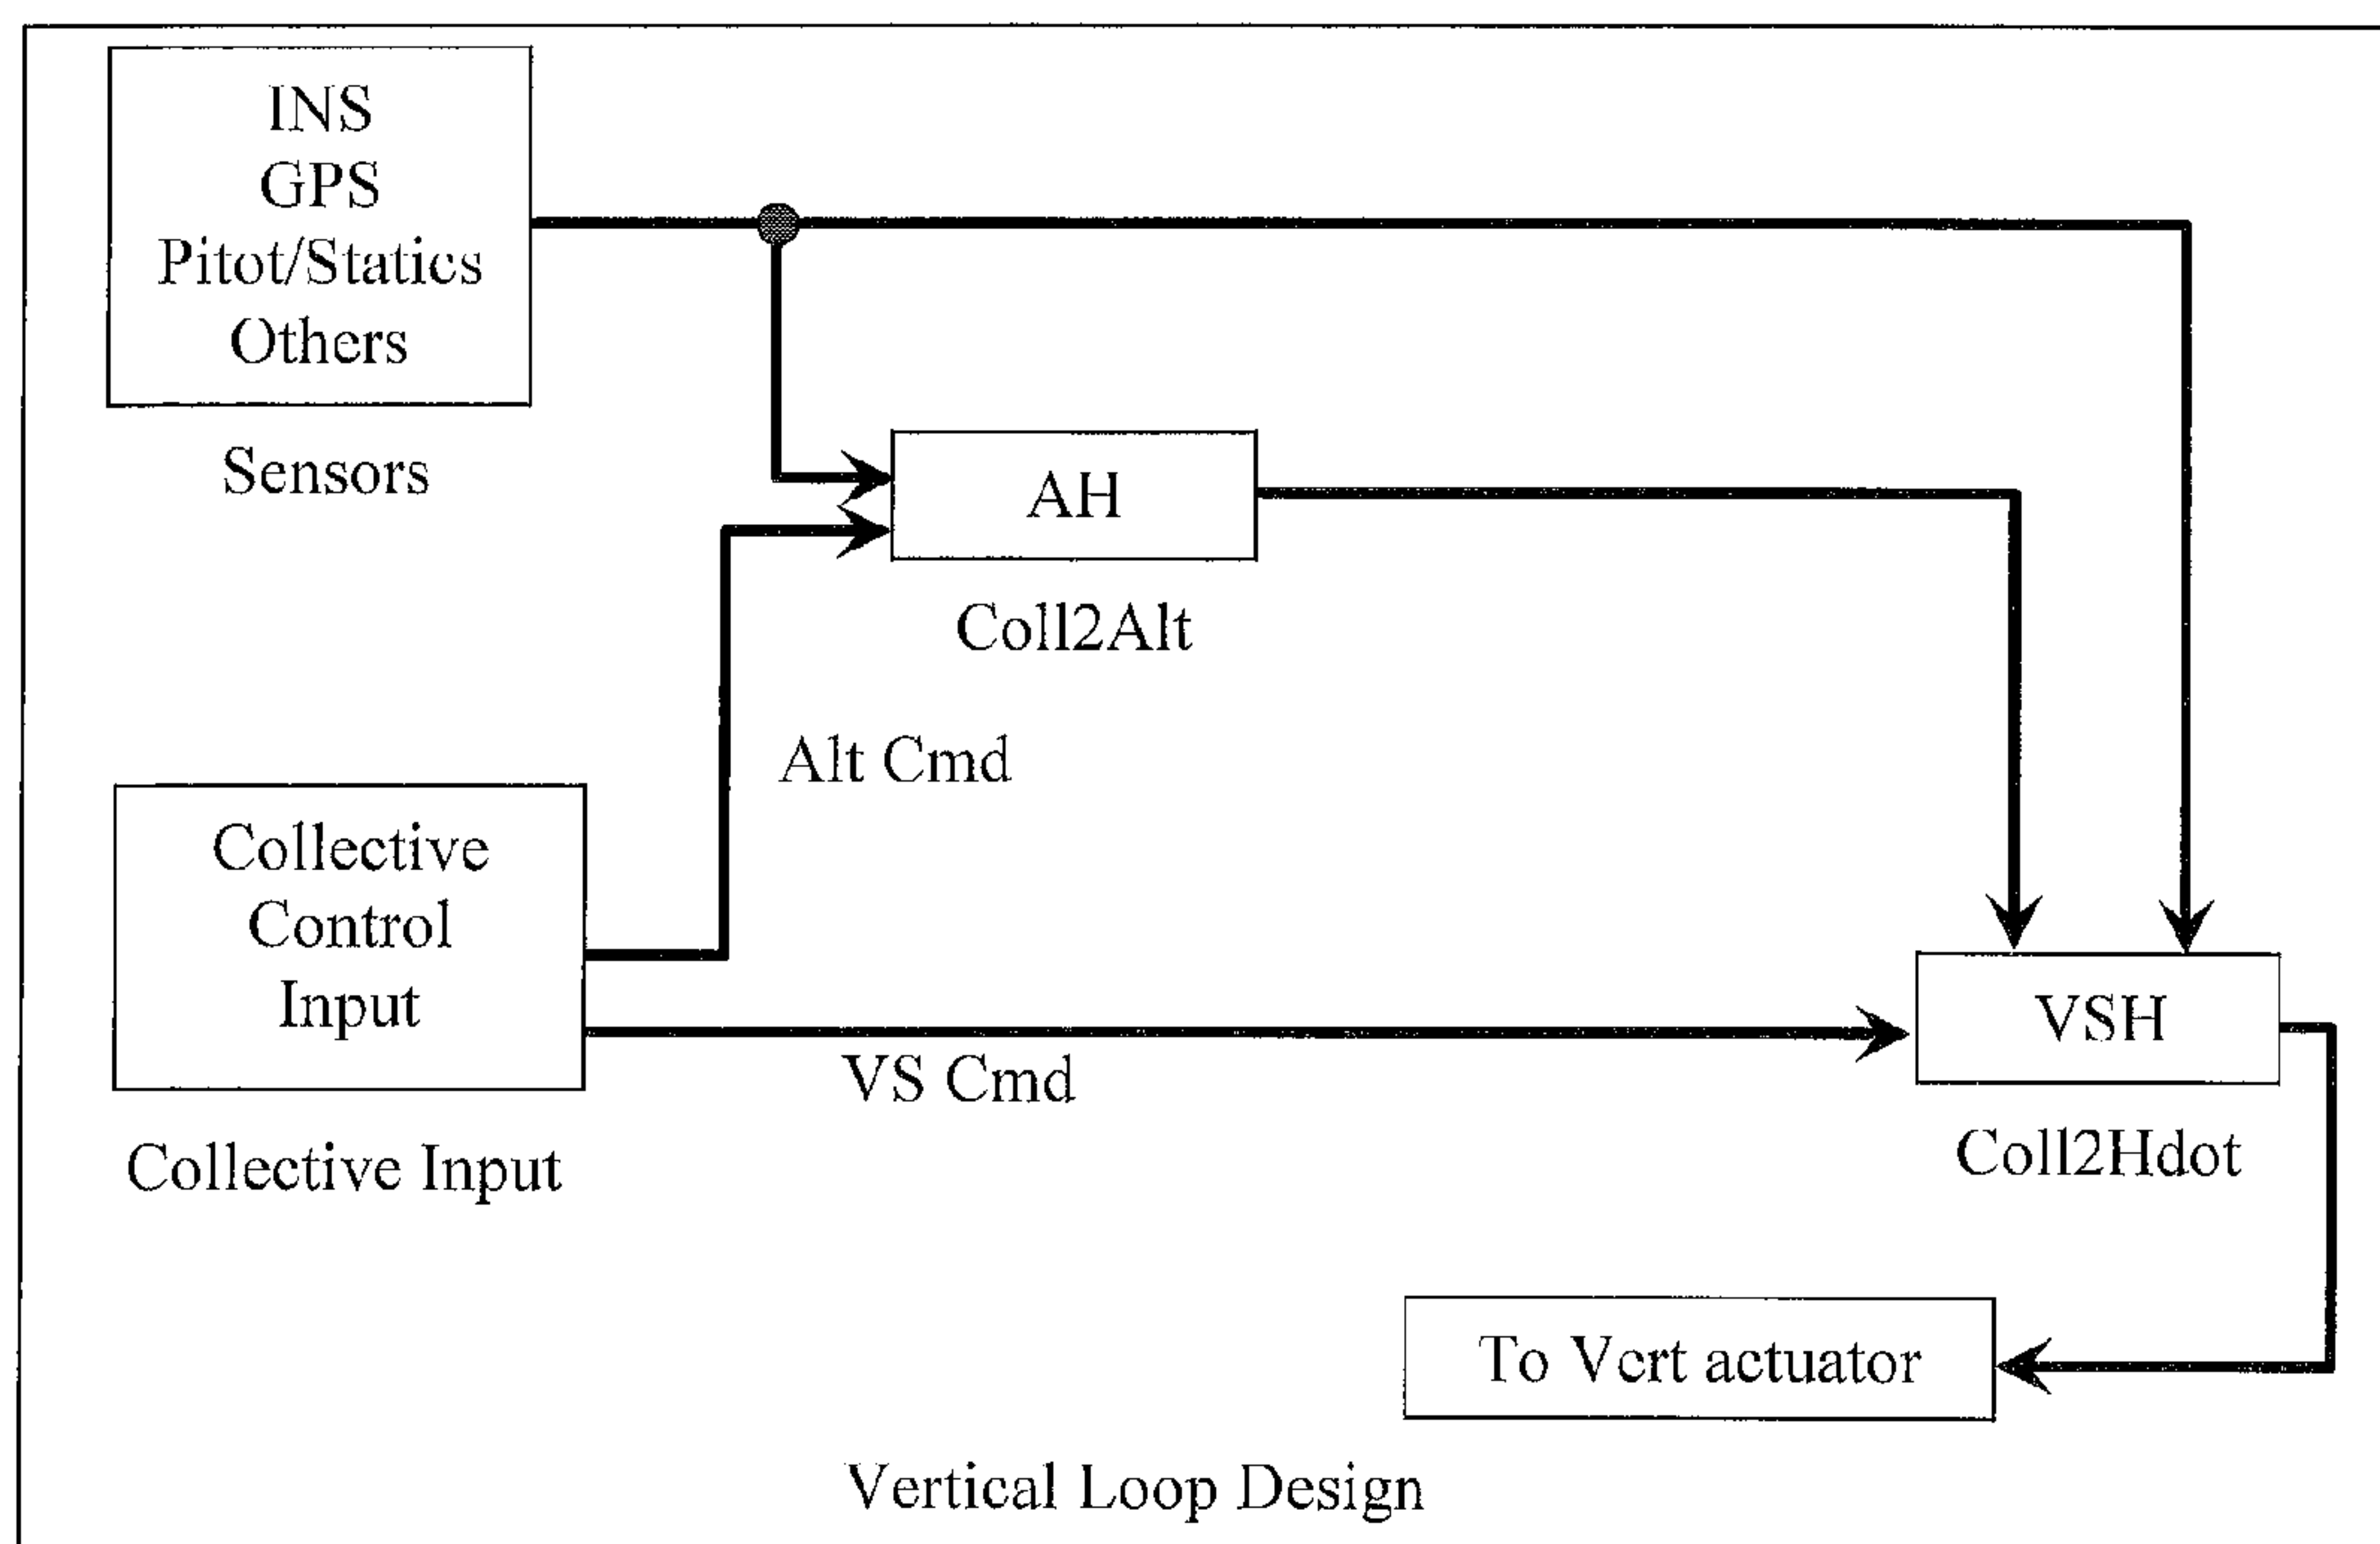 INS
GPS
Pitot/Statics
Others
Sensors
AH
Coll2Alt
Alt Cmd
Collective
Control
Input
Collective Input
VS Cmd
VSH
Coll2Hdot
To Vert actuator
Vertical Loop Design